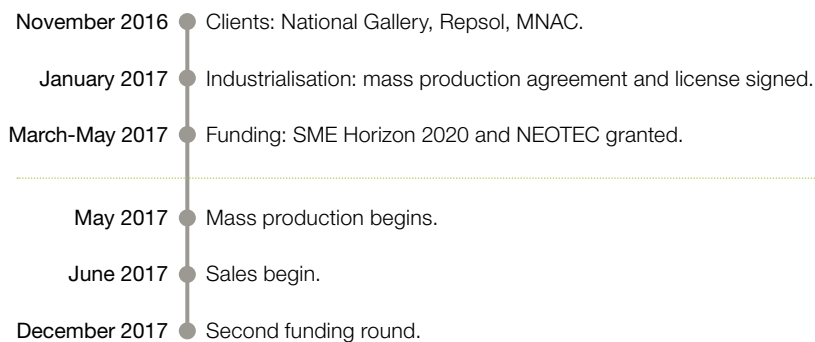 November 2016 Clients: National Gallery, Repsol, MNAC.
January 2017 Industrialisation: mass production agreement and license signed.
March-May 2017 Funding: SME Horizon 2020 and NEOTEC granted.
May 2017 Mass production begins.
June 2017 Sales begin.
December 2017 Second funding round.